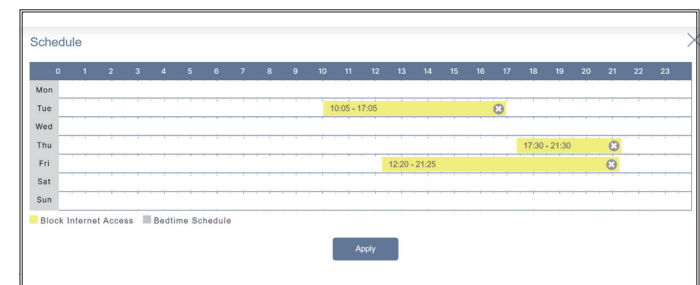 Schedule
0 1 2 3 4 5 6 7 8 9 10 11 12 13 14 15 16 17 18 19 20 21 22 23
Mon
Tue 10:05 - 17:05
Wed
Thu 17:30 - 21:30
Fri 12:20 - 21:25
Sat
Sun
Block Internet Access Bedtime Schedule
Apply